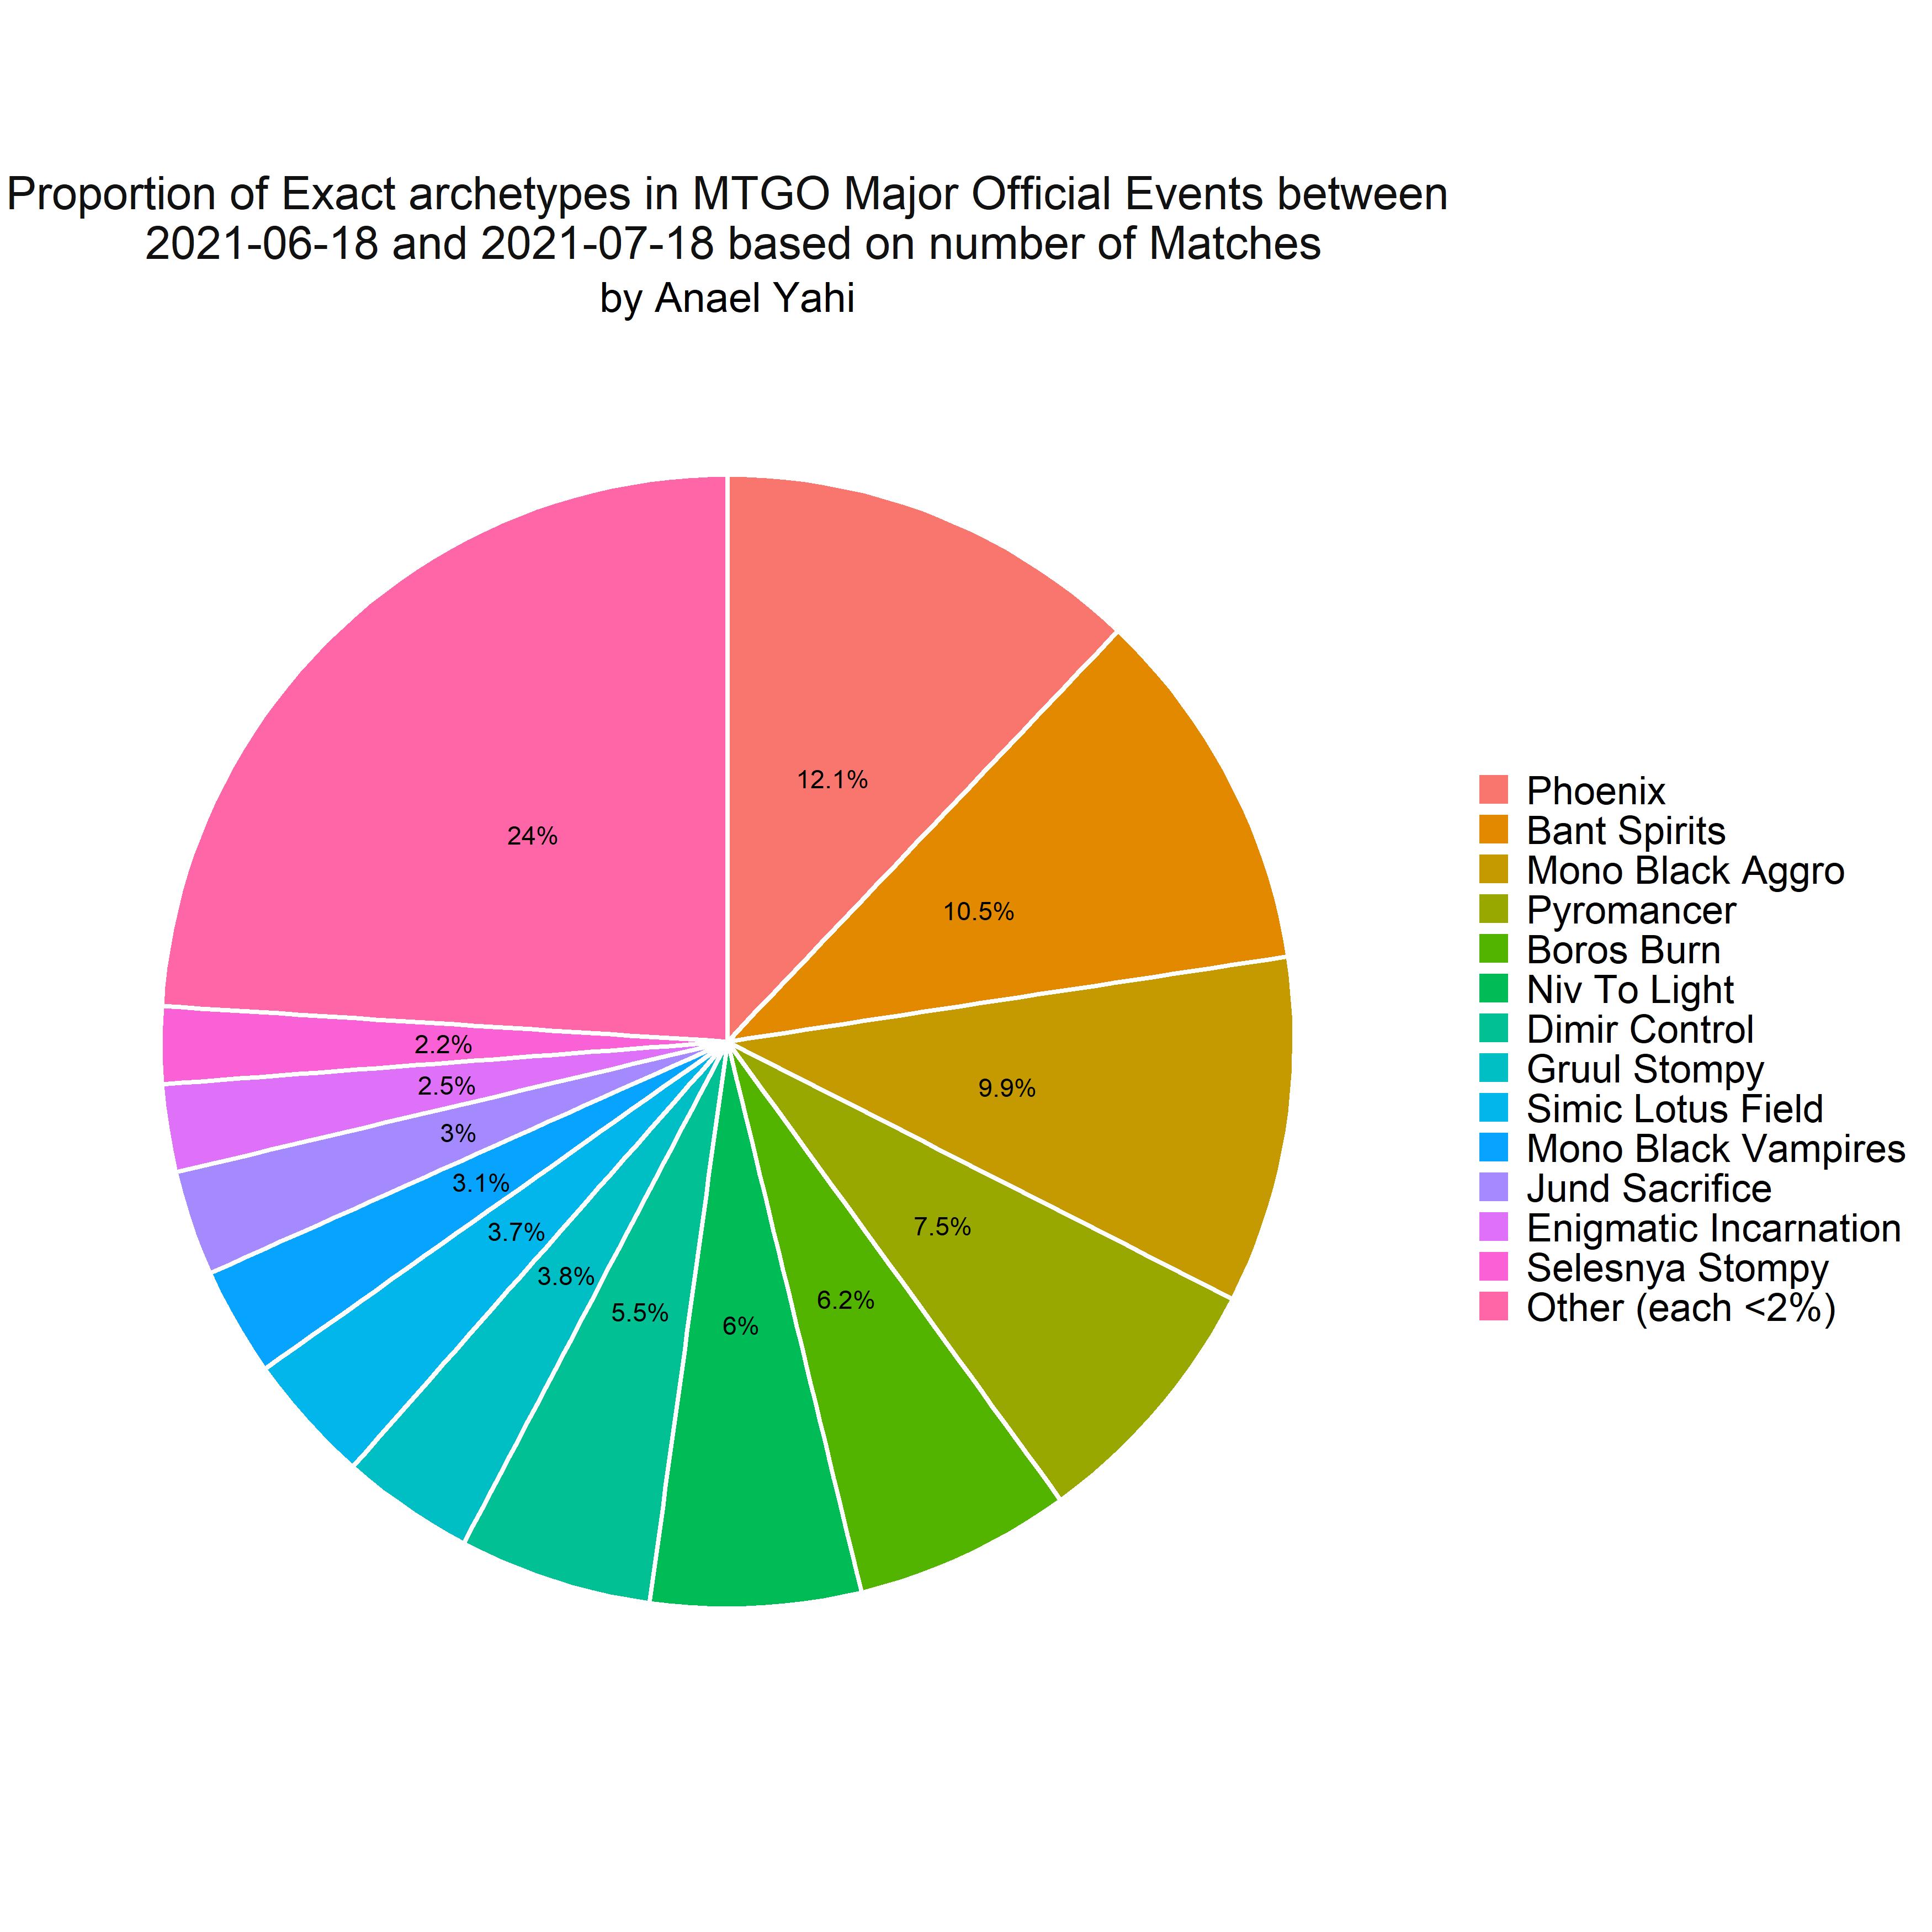 Proportion of Exact archetypes in MTGO Major Official Events between
2021-06-18 and 2021-07-18 based on number of Matches
by Anael Yahi
12.1%
10.5%
9.9%
7.5%
6.2%
6%
5.5%
3.8%
3.7%
3.1%
3%
2.5%
2.2%
24%
Phoenix
Bant Spirits
Mono Black Aggro
Pyromancer
Boros Burn
Niv To Light
Dimir Control
Gruul Stompy
Simic Lotus Field
Mono Black Vampires
Jund Sacrifice
Enigmatic Incarnation
Selesnya Stompy
Other (each <2%)